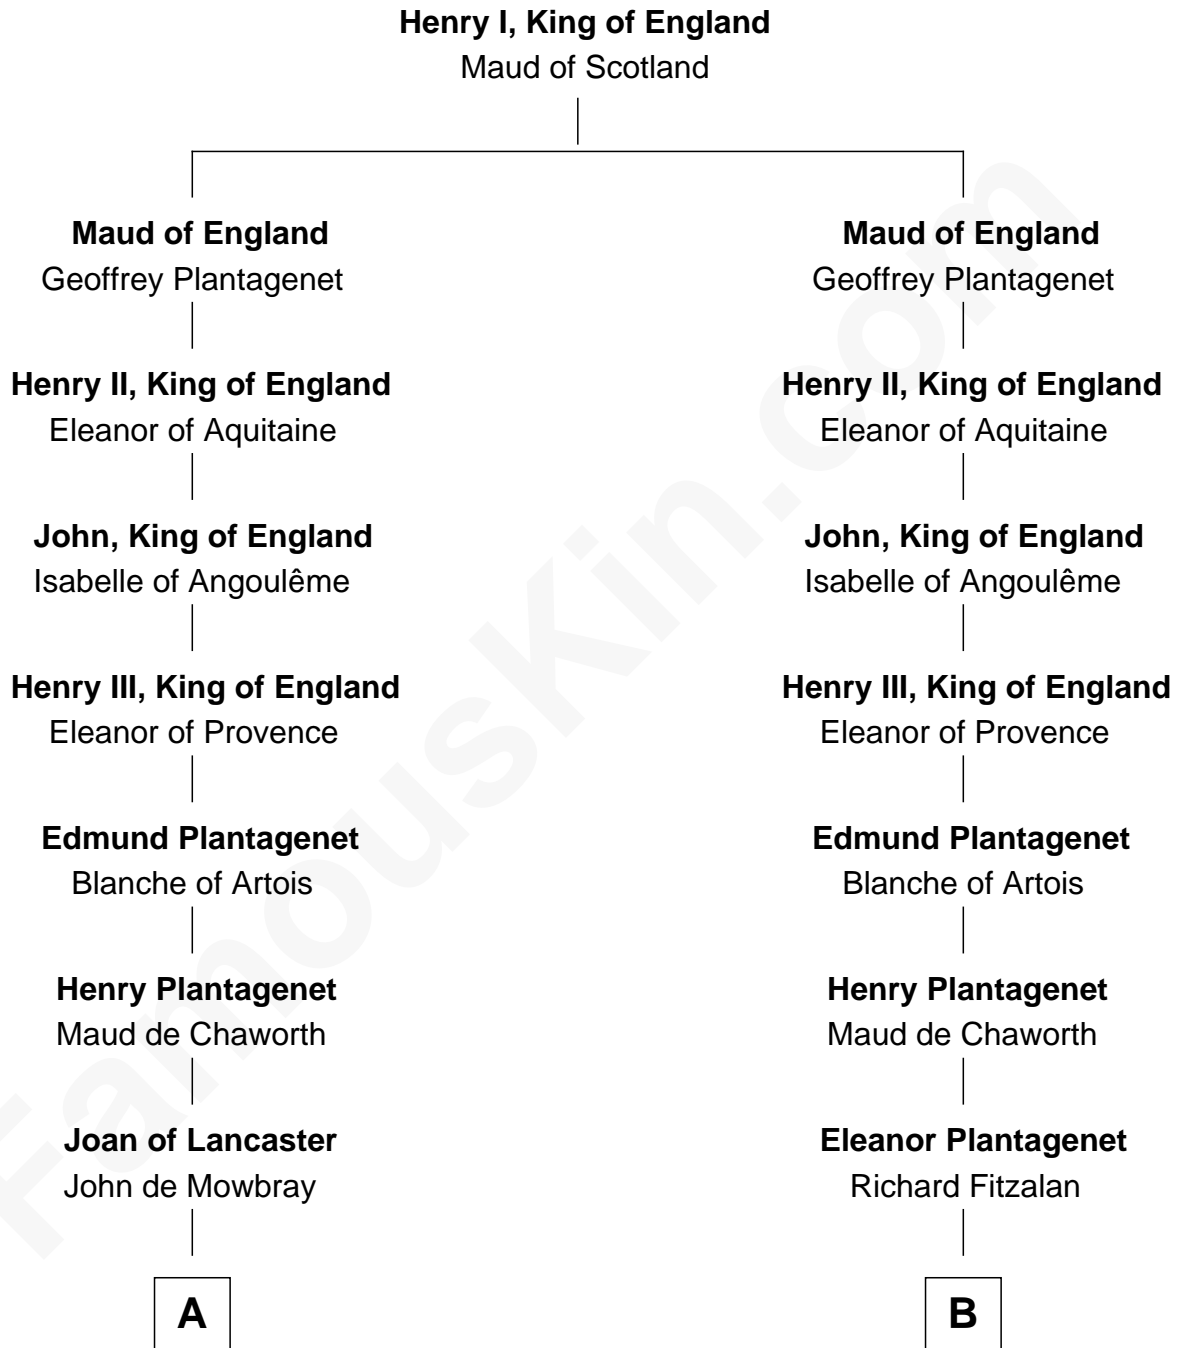 Henry I, King of England
Maud of Scotland
Maud of England
Geoffrey Plantagenet
Henry II, King of England
Eleanor of Aquitaine
John, King of England
Isabelle of Angoulême
Henry III, King of England
Eleanor of Provence
Edmund Plantagenet
Blanche of Artois
Henry Plantagenet
Maud de Chaworth
Joan of Lancaster
John de Mowbray
A
Maud of England
Geoffrey Plantagenet
Henry II, King of England
Eleanor of Aquitaine
John, King of England
Isabelle of Angoulême
Henry III, King of England
Eleanor of Provence
Edmund Plantagenet
Blanche of Artois
Henry Plantagenet
Maud de Chaworth
Eleanor Plantagenet
Richard Fitzalan
B
FamousKin.com